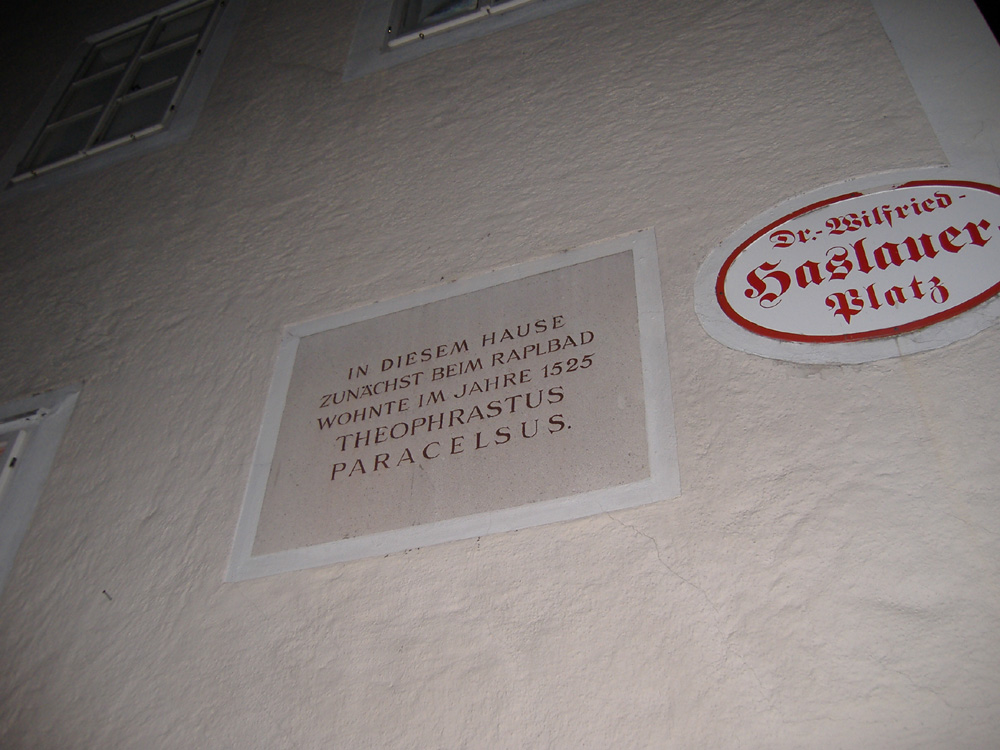 IN DIESEM HAUSE
ZUNÄCHST BEIM RAPLBAD
WOHNTE IM JAHRE 1525
THEOPHRASTUS
PARACELSUS.
Dr.-Wilfried-
Haslauer-
Platz